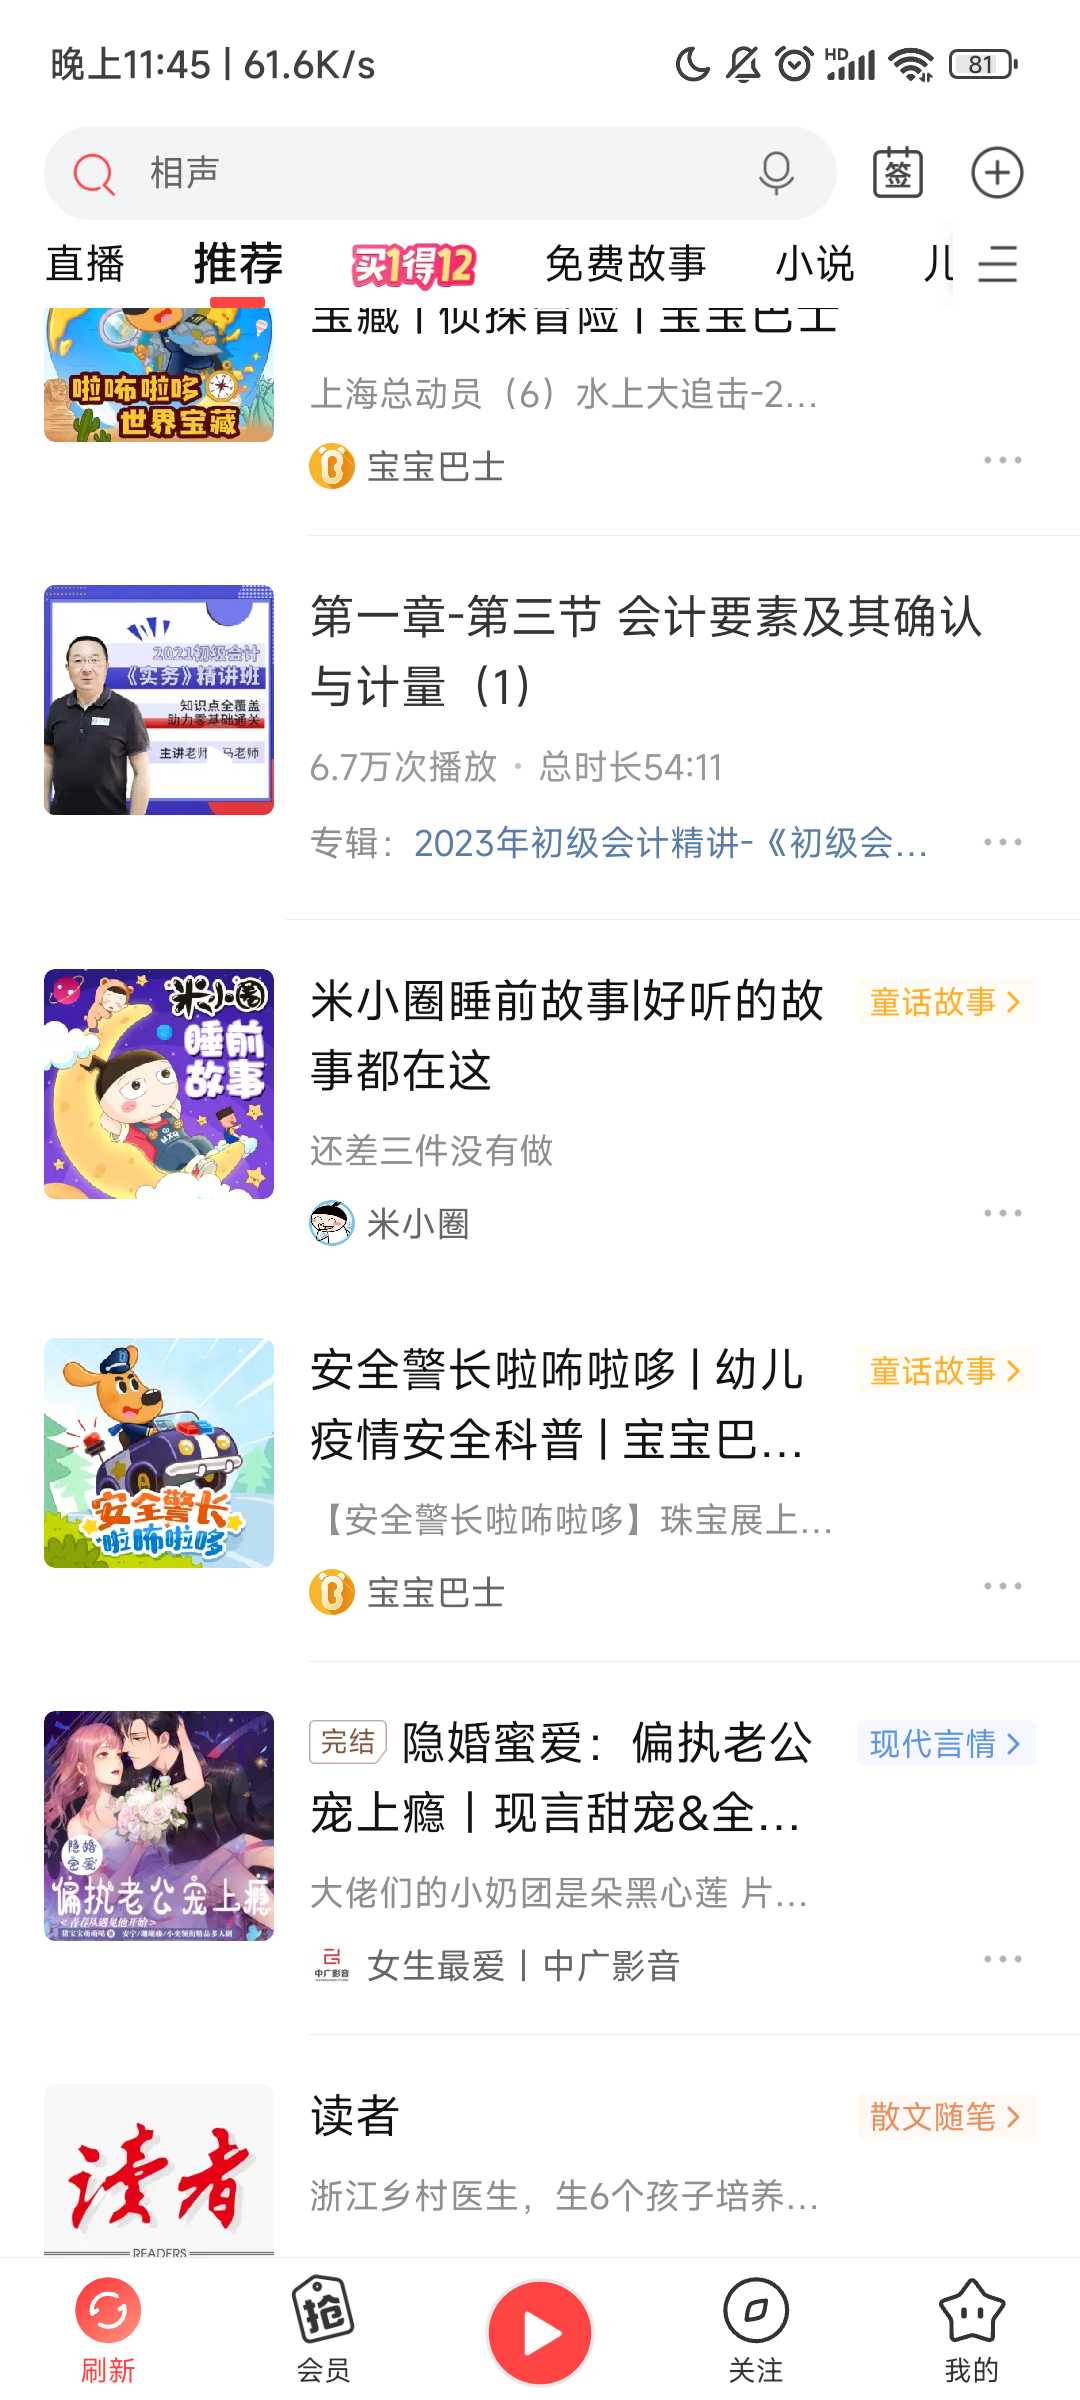 晚上11:45 | 61.6K/s
HD
81
相声
签
直播 推荐 买1得12 免费故事 小说
宝藏 | 侦探冒险 | 宝宝巴士
上海总动员（6）水上大追击-2...
宝宝巴士
啦咘啦哆
世界宝藏
第一章-第三节 会计要素及其确认
与计量（1）
6.7万次播放 · 总时长54:11
专辑：2023年初级会计精讲-《初级会...
2021初级会计
《实务》精讲班
知识点全覆盖
助力零基础通关
主讲老师 马老师
米小圈睡前故事|好听的故
事都在这
童话故事
还差三件没有做
米小圈
米小圈
睡前
故事
MXQ
安全警长啦咘啦哆 | 幼儿
疫情安全科普 | 宝宝巴...
童话故事
【安全警长啦咘啦哆】珠宝展上...
宝宝巴士
安全警长
啦咘啦哆
完结 隐婚蜜爱：偏执老公
宠上瘾丨现言甜宠&全...
现代言情
大佬们的小奶团是朵黑心莲 片...
中广影音
女生最爱丨中广影音
隐婚
蜜爱
偏执老公宠上瘾
<青春从遇见他开始>
读者
散文随笔
浙江乡村医生，生6个孩子培养...
读者
READERS
刷新
抢
会员
关注
我的